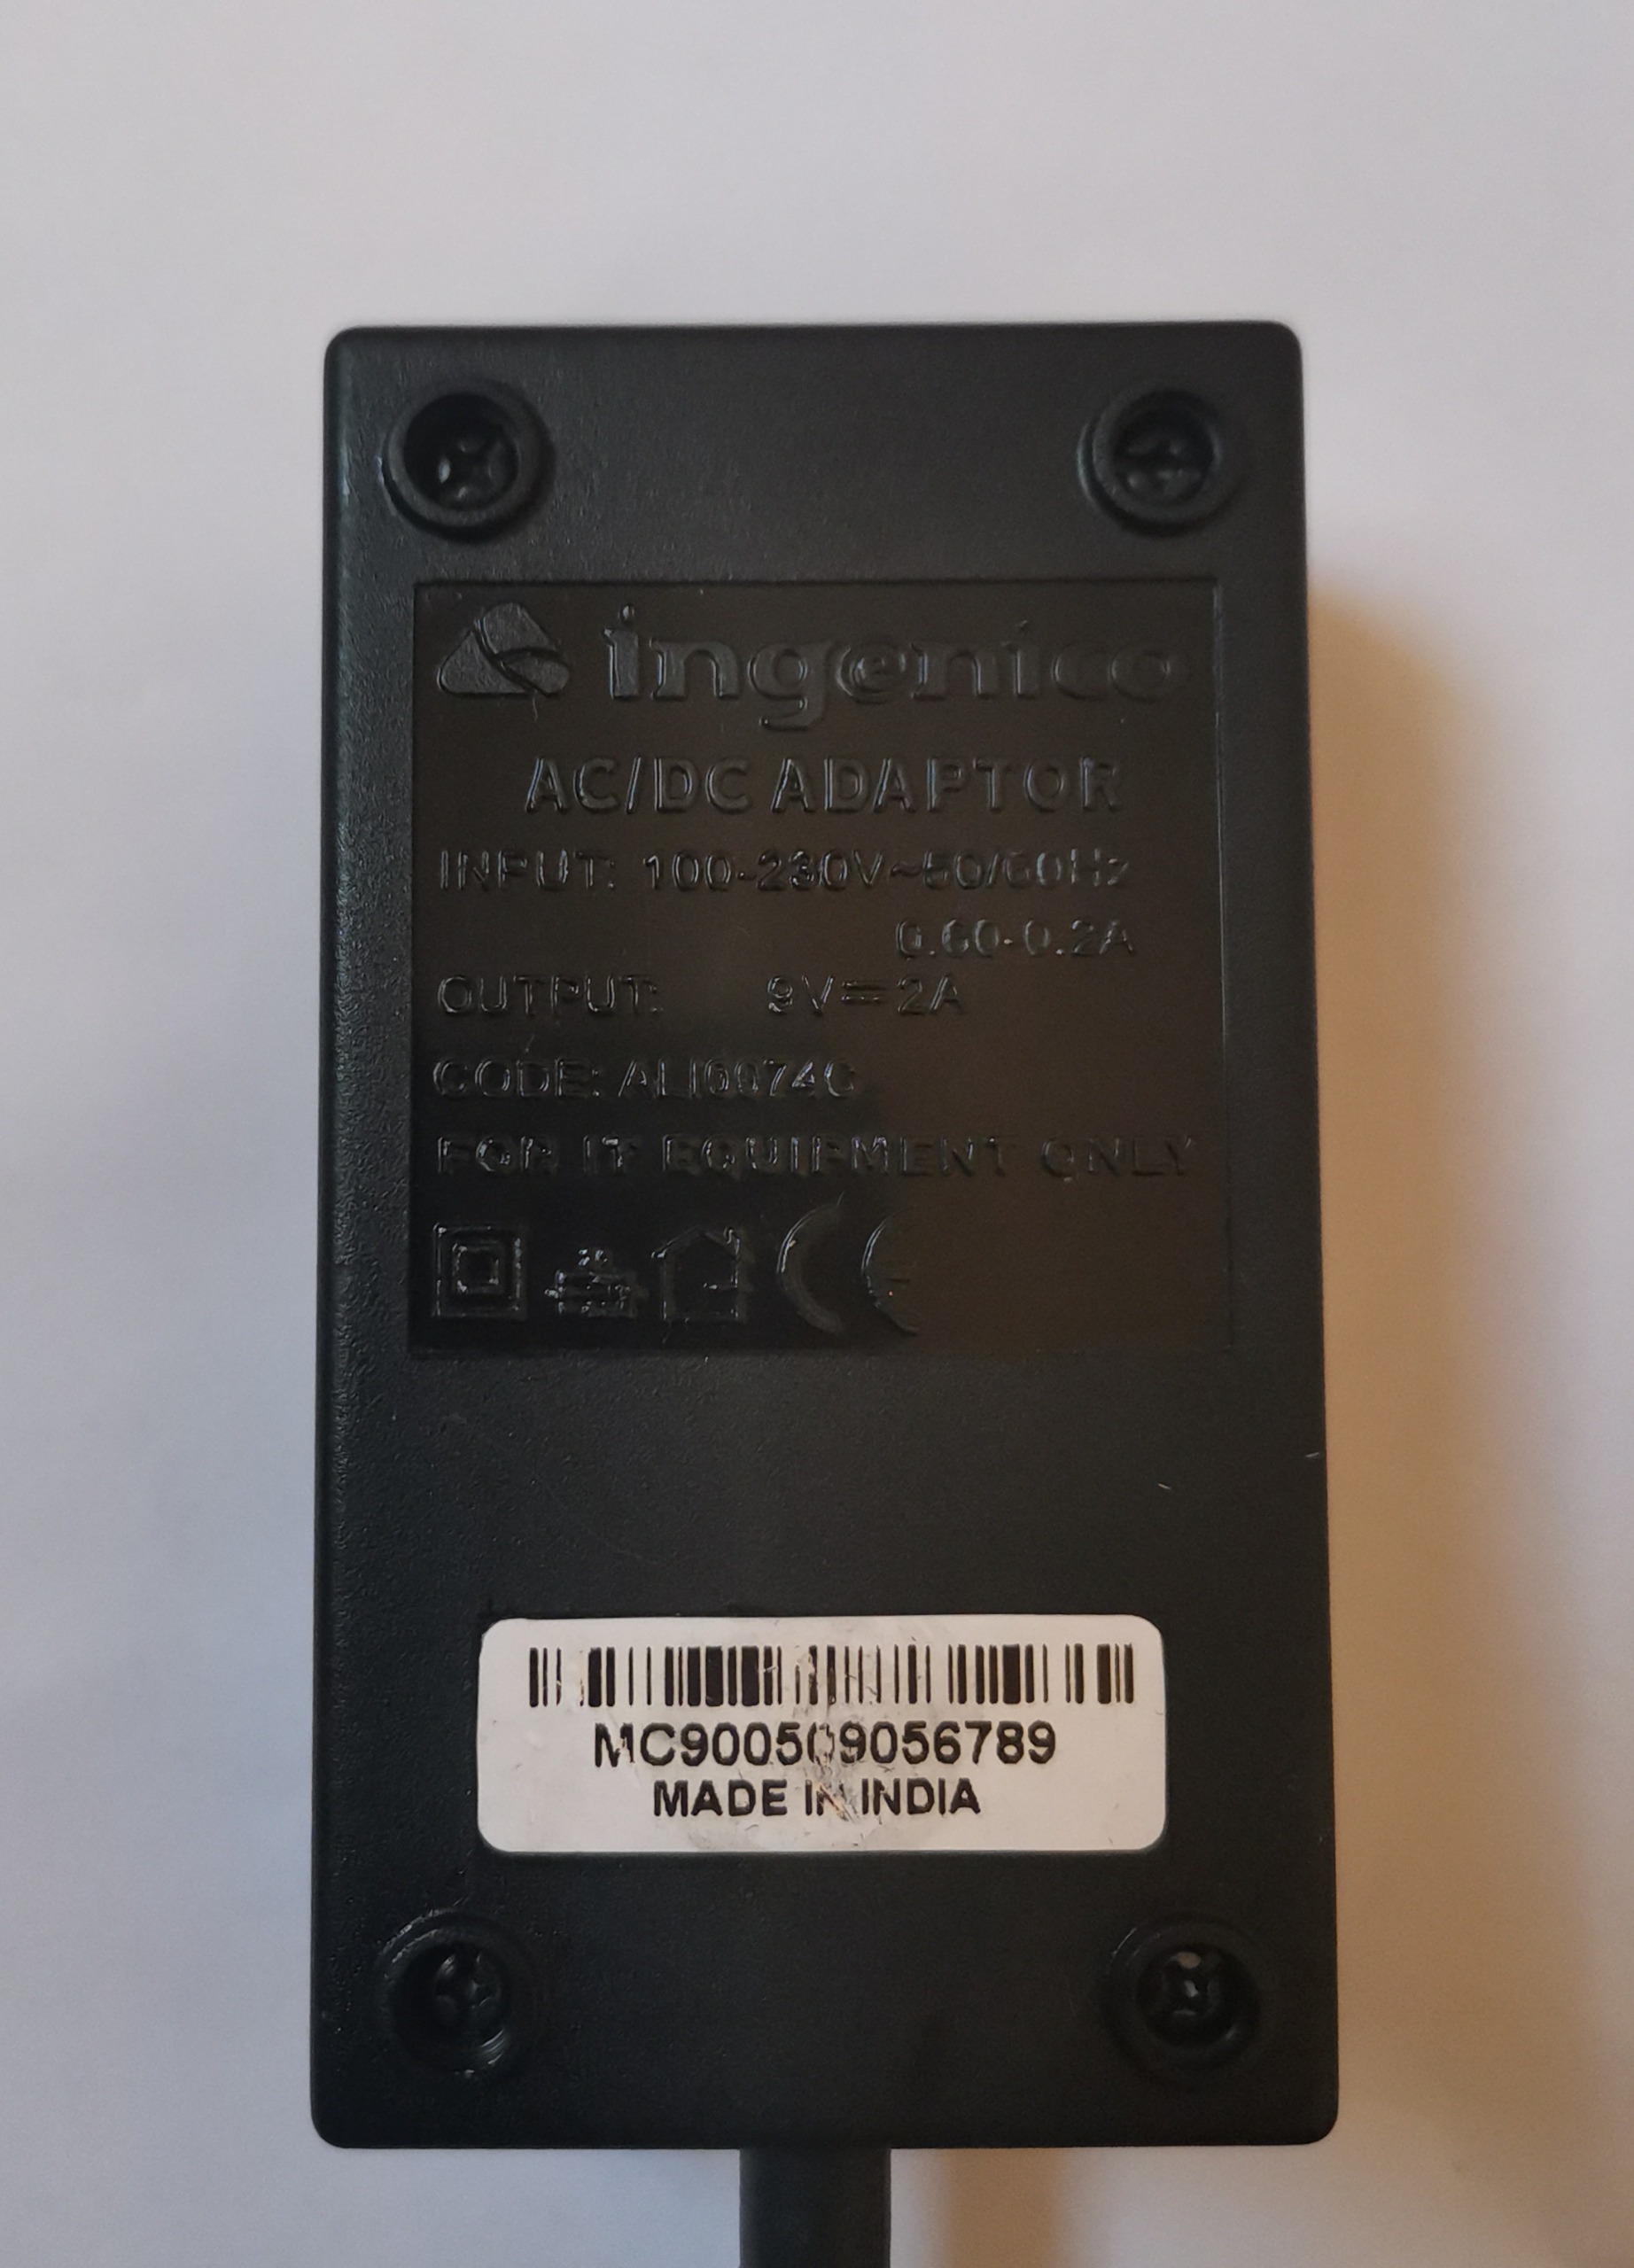 ingenico
AC/DC ADAPTOR
INPUT: 100-230V~50/60Hz
0.60-0.2A
OUTPUT: 9V⎓2A
CODE:
FOR IT EQUIPMENT ONLY
CE
MC900509056789
MADE IN INDIA